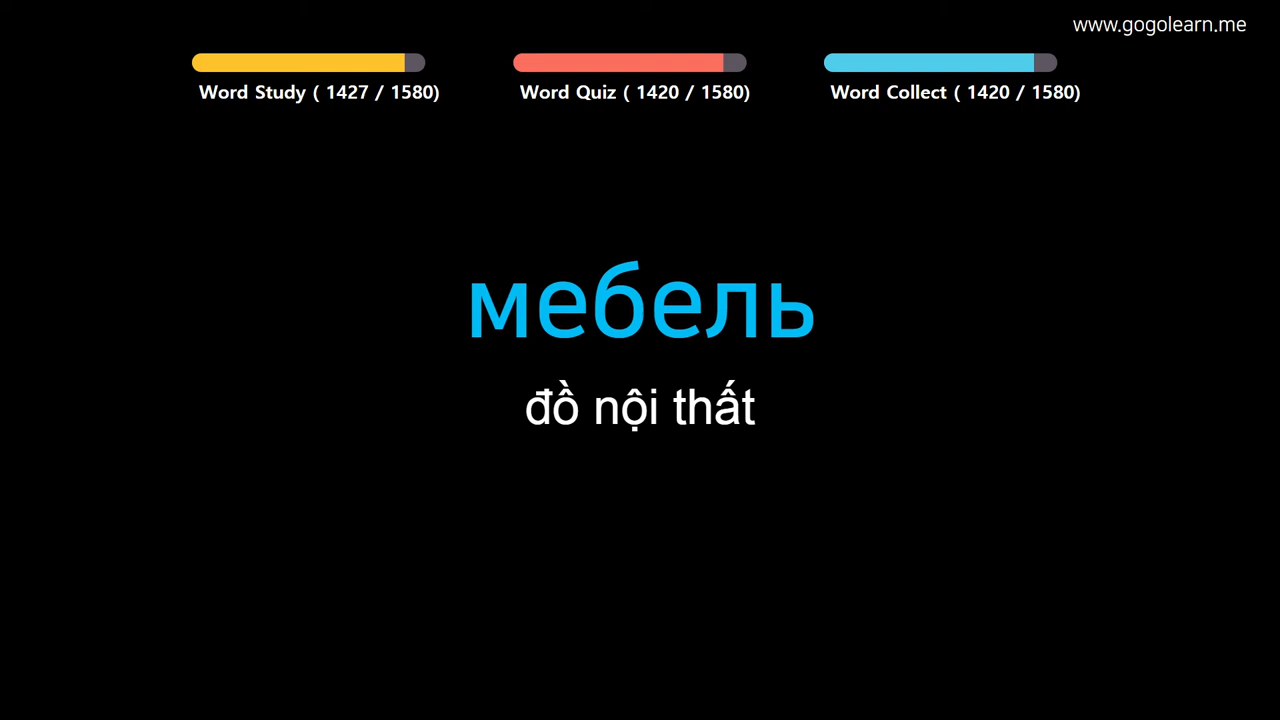 www.gogolearn.me
Word Study ( 1427 / 1580)
Word Quiz ( 1420 / 1580)
Word Collect ( 1420 / 1580)
мебель
đồ nội thất